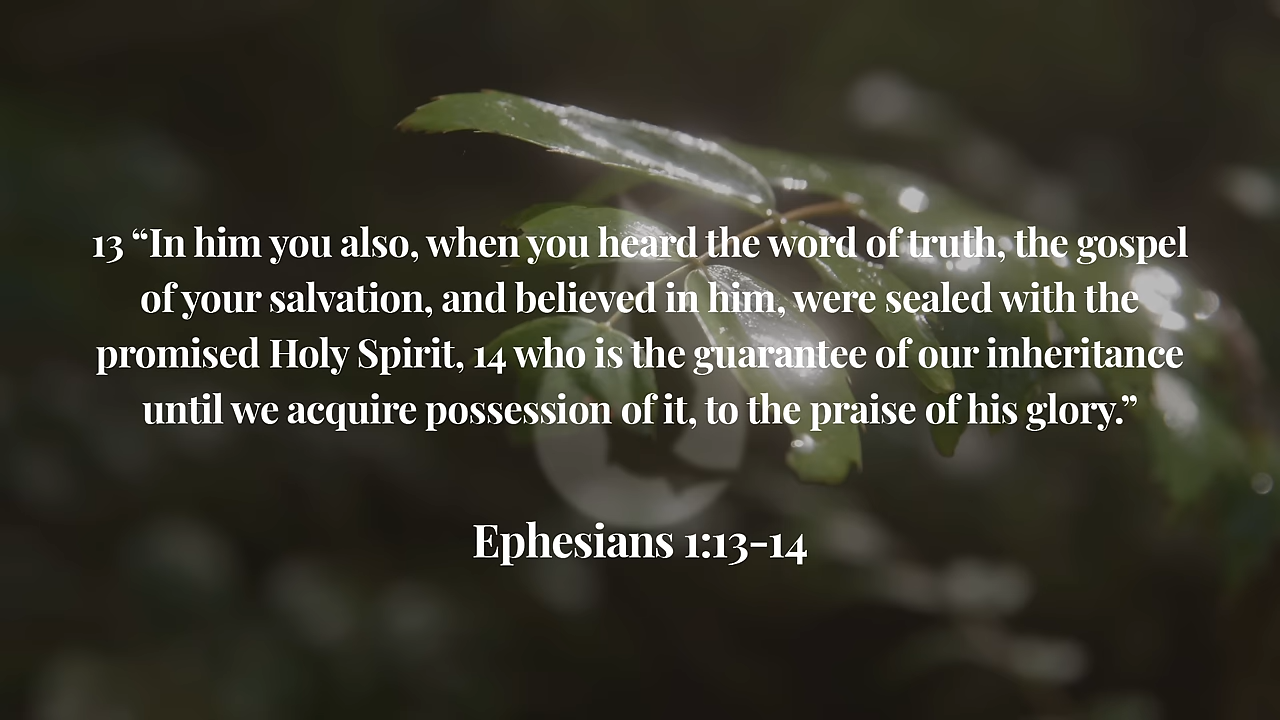 13 “In him you also, when you heard the word of truth, the gospel
of your salvation, and believed in him, were sealed with the
promised Holy Spirit, 14 who is the guarantee of our inheritance
until we acquire possession of it, to the praise of his glory.”
Ephesians 1:13-14